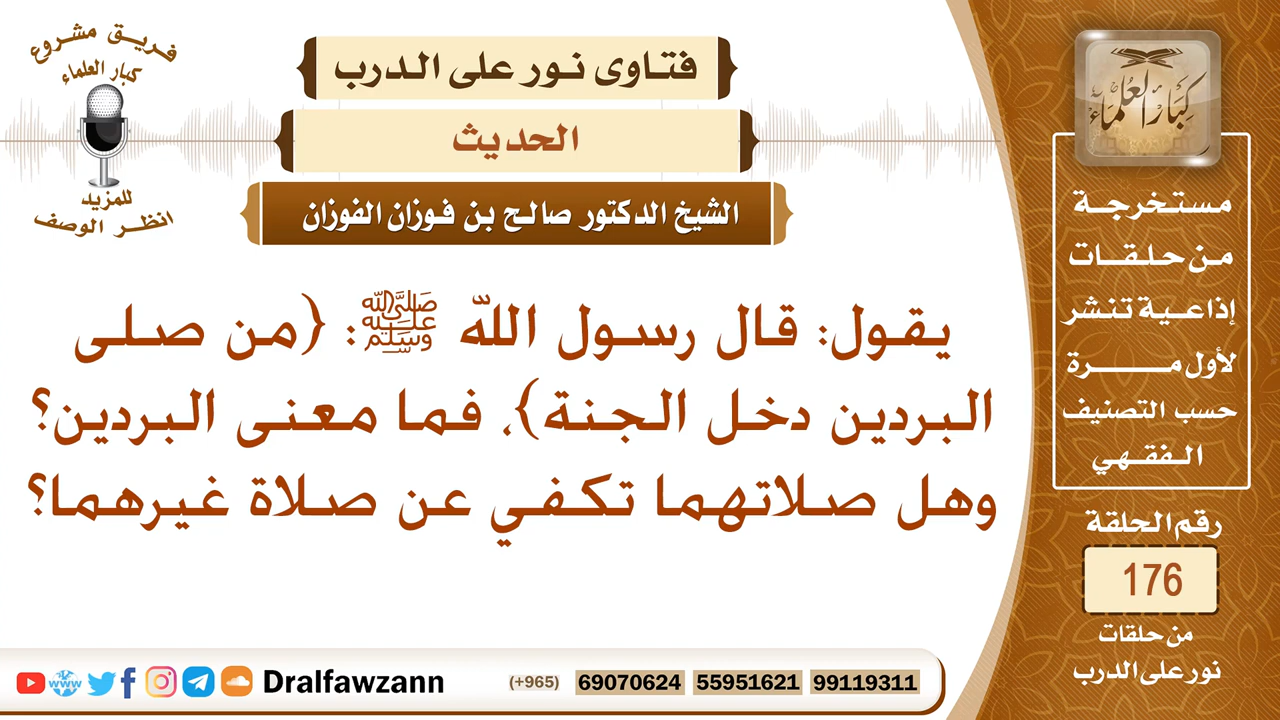 فريق مشروع
كبار العلماء
للمزيد
انظر الوصف
فتاوى نور على الدرب
الحديث
الشيخ الدكتور صالح بن فوزان الفوزان
يقول: قال رسول الله ﷺ: (من صلى
البردين دخل الجنة)، فما معنى البردين؟
وهل صلاتهما تكفي عن صلاة غيرهما؟
كبار العلماء
مستخرجة
من حلقات
إذاعية تنشر
لأول مرة
حسب التصنيف
الفقهي
رقم الحلقة
176
من حلقات
نور على الدرب
www Dralfawzann (+965) 69070624 55951621 99119311